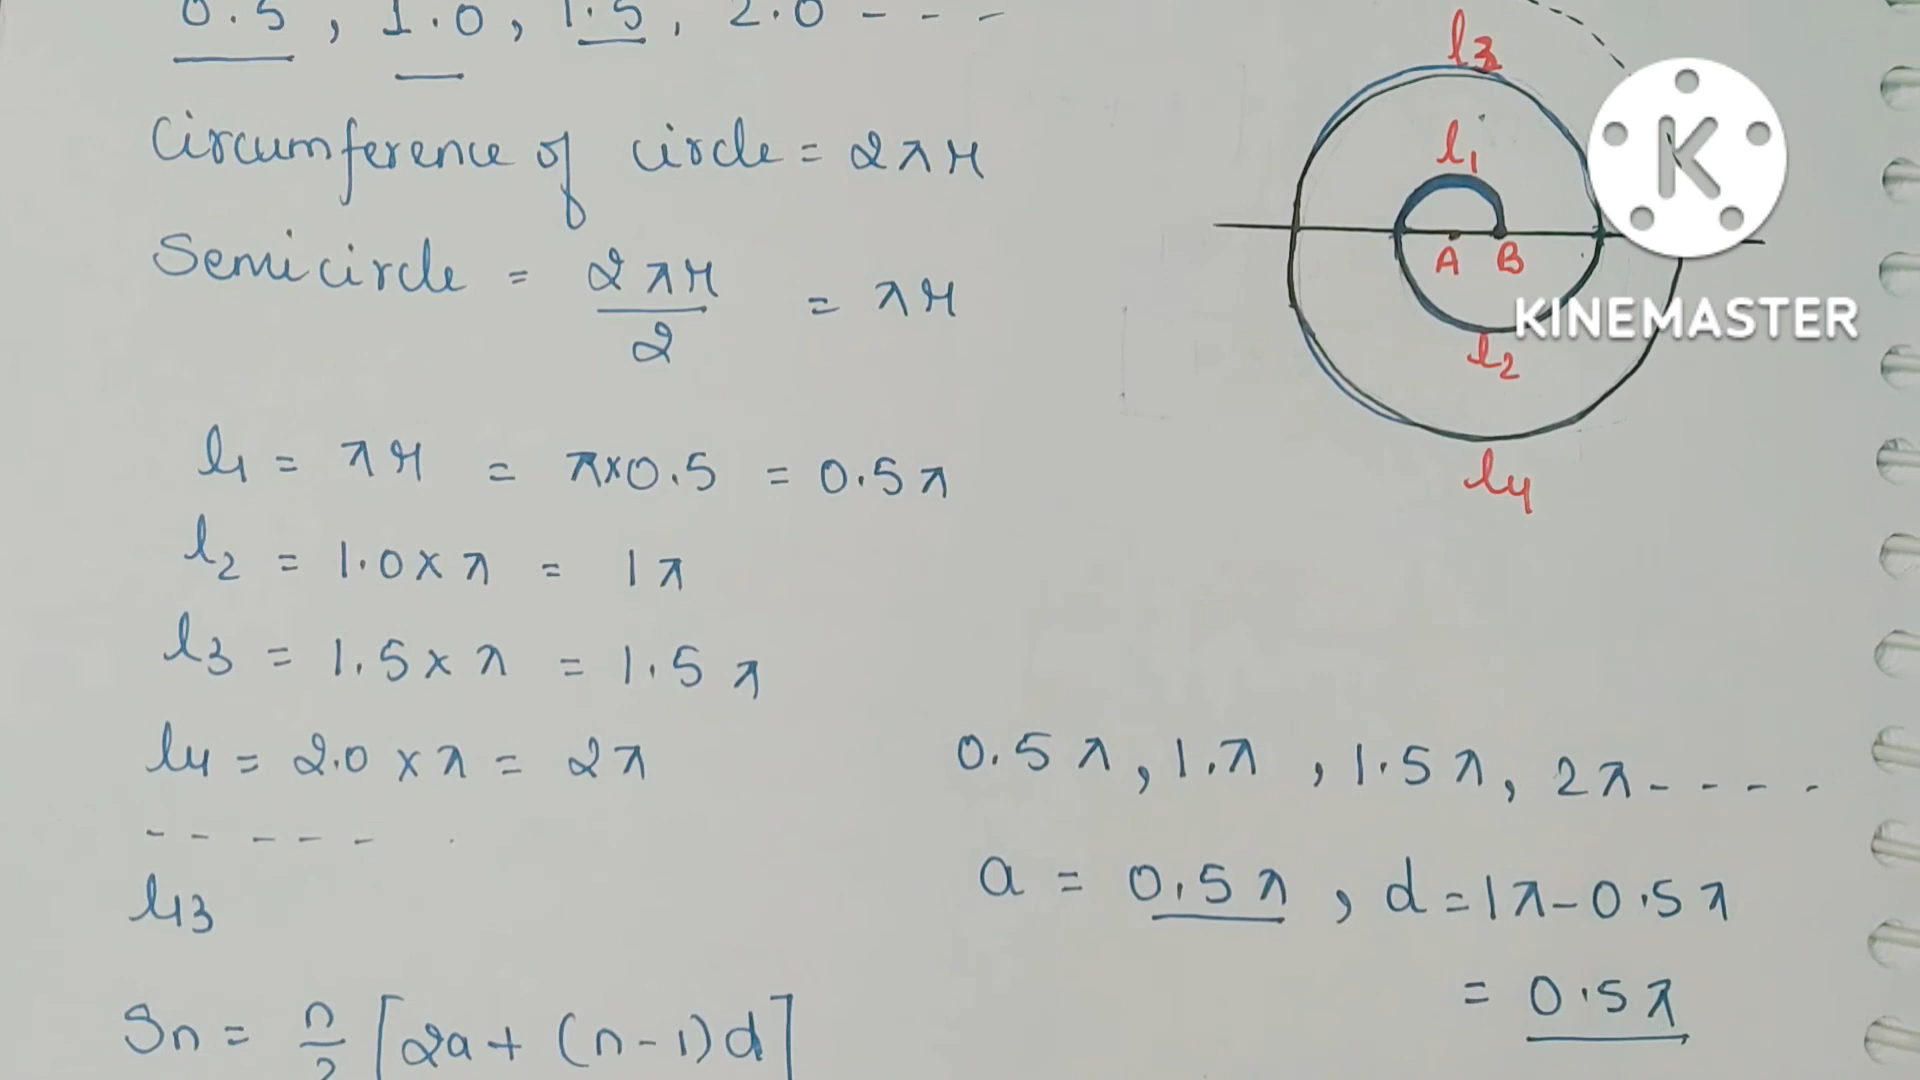 0.5, 1.0, 1.5, 2.0 - - -
Circumference of circle = 2πr
Semicircle = 2πr/2 = πr
l1 = πr = π×0.5 = 0.5π
l2 = 1.0×π = 1π
l3 = 1.5×π = 1.5π
l4 = 2.0×π = 2π
- - - - -
l13
Sn = n/2 [2a + (n-1)d]
l3
l1
A B
l2
l4
K
KINEMASTER
0.5π, 1.π, 1.5π, 2π - - - -
a = 0.5π, d = 1π - 0.5π
= 0.5π